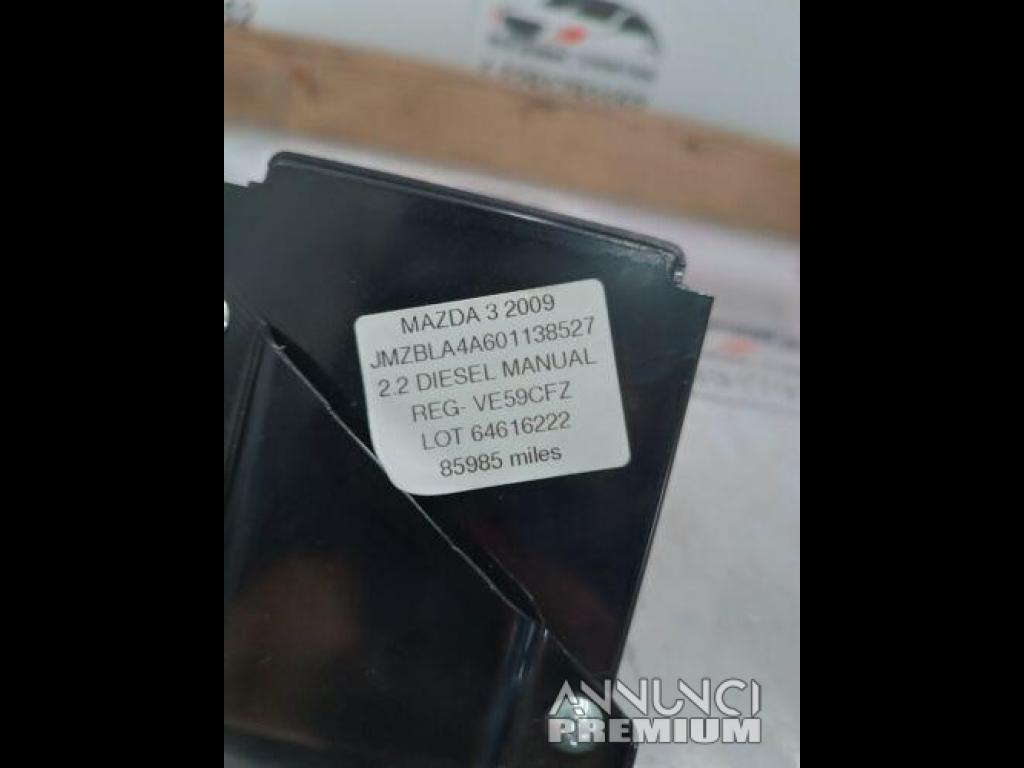 MAZDA 3 2009
JMZBLA4A601138527
2.2 DIESEL MANUAL
REG- VE59CFZ
LOT 64616222
85985 miles
ANNUNCI
PREMIUM